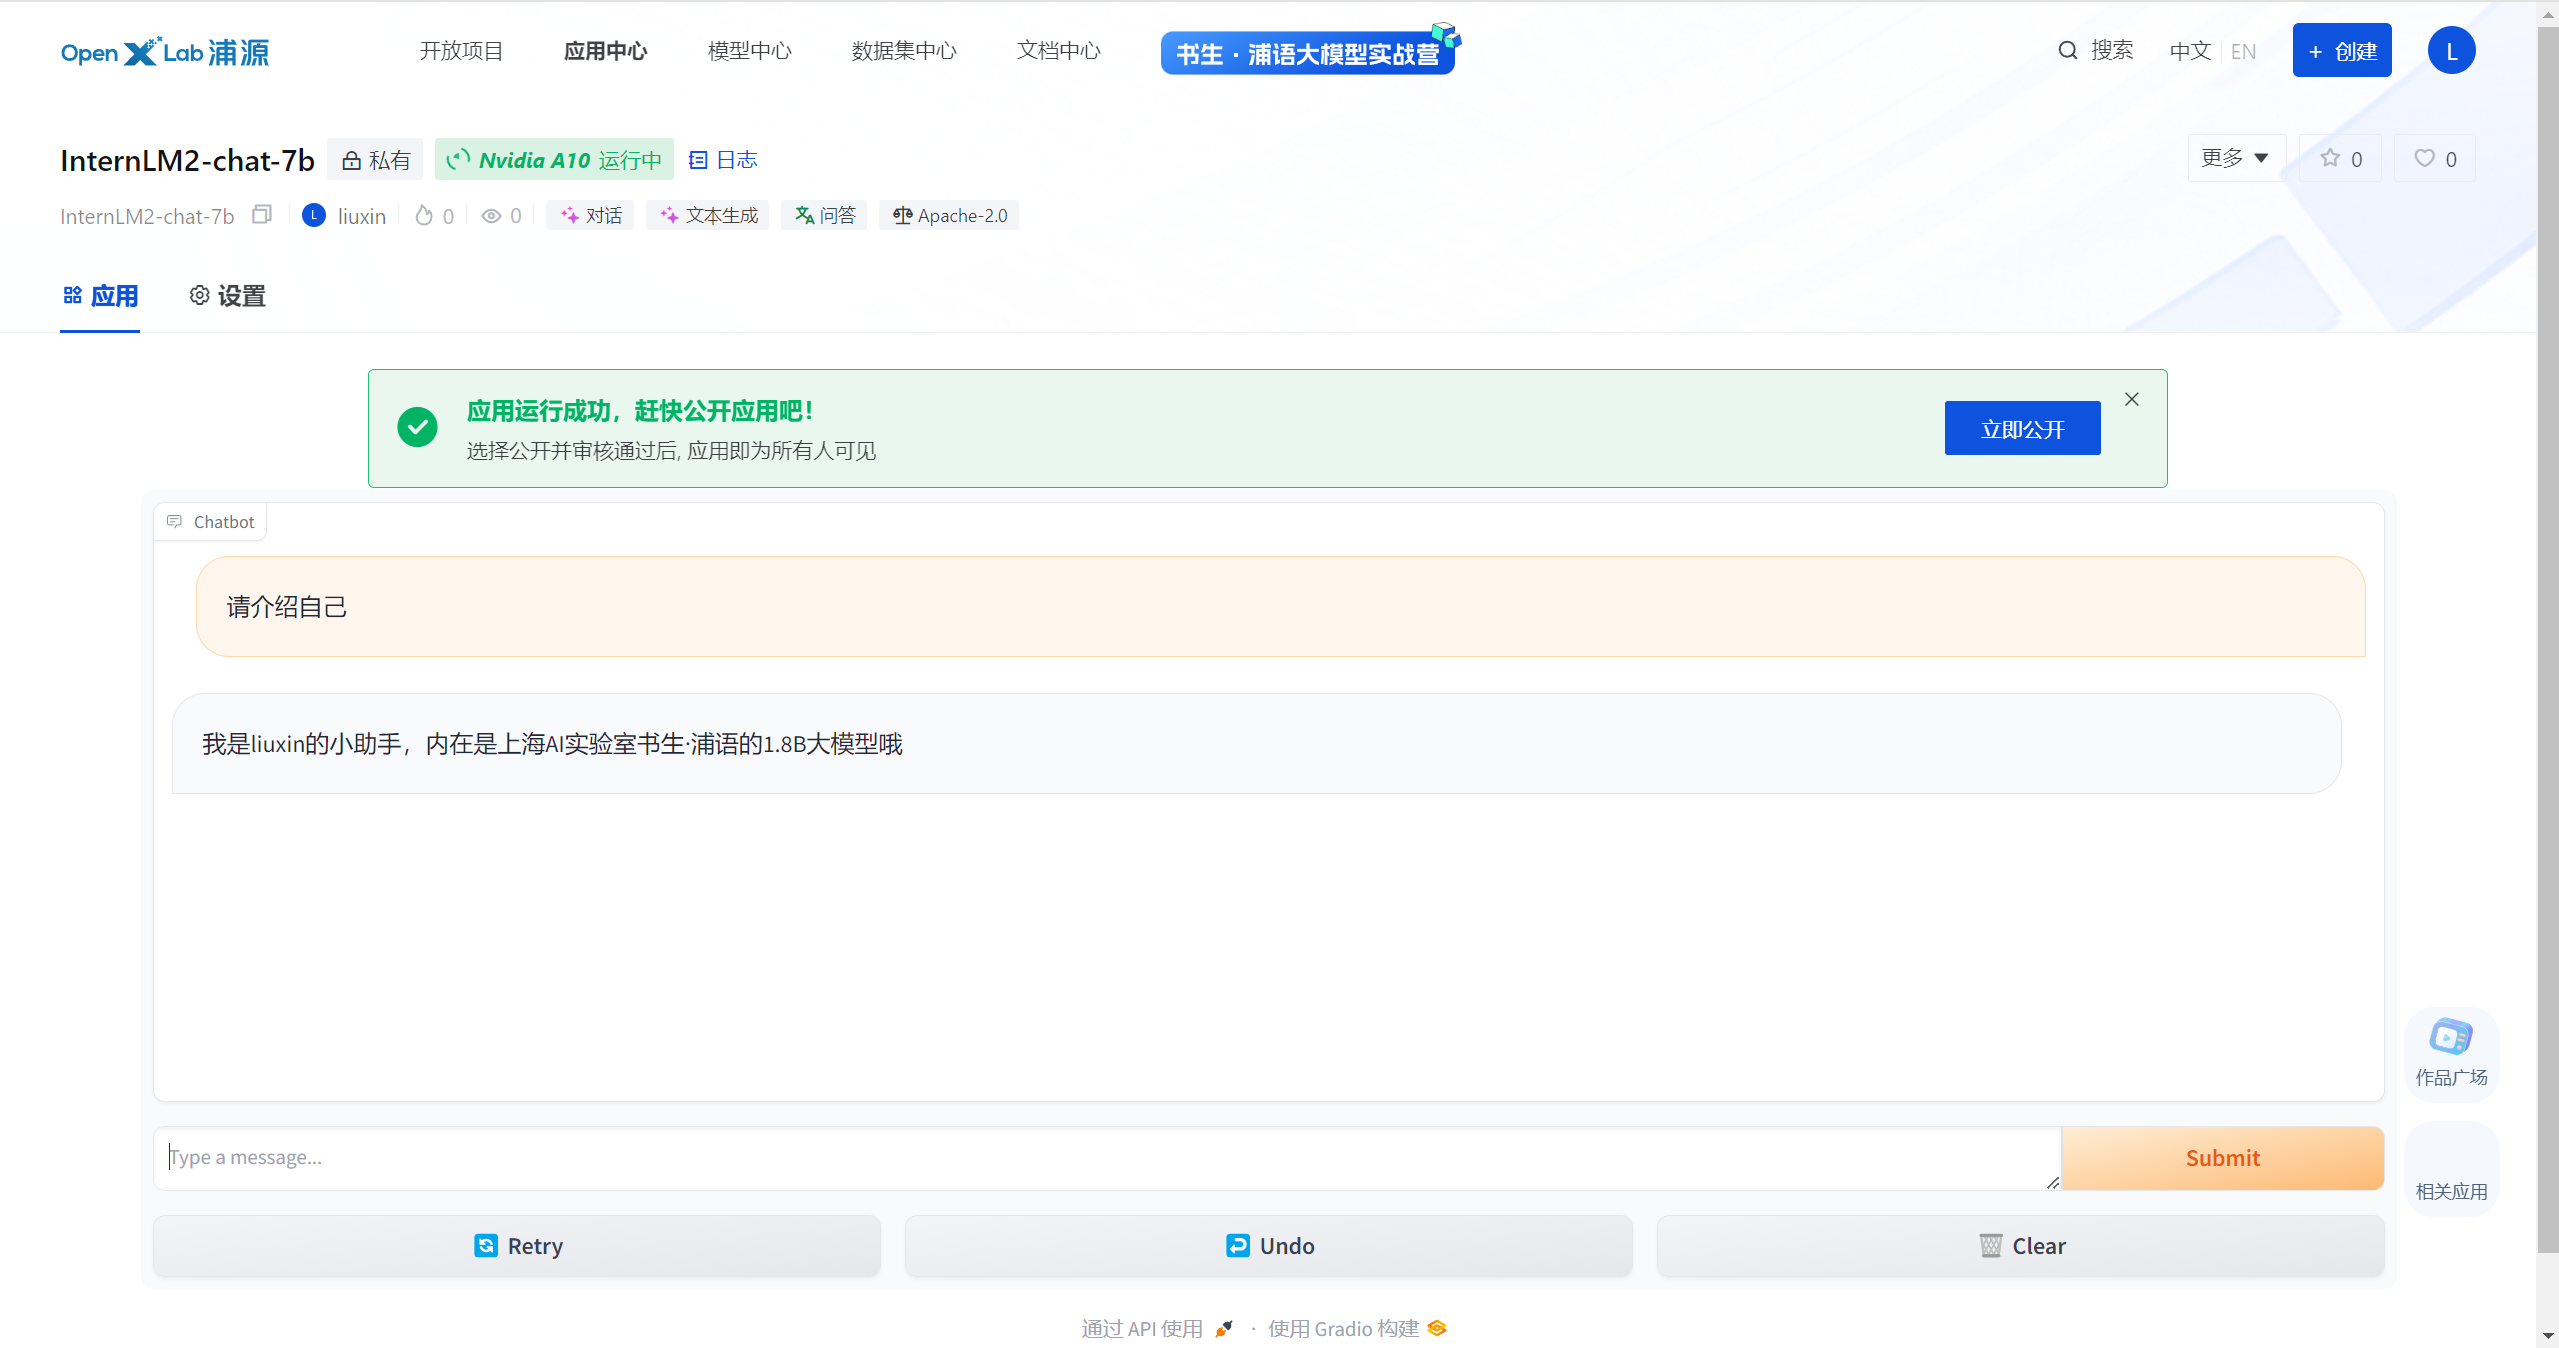 OpenXLab浦源 开放项目 应用中心 模型中心 数据集中心 文档中心 书生·浦语大模型实战营 搜索 中文 EN + 创建 L
InternLM2-chat-7b 私有 Nvidia A10 运行中 日志 更多 0 0
InternLM2-chat-7b L liuxin 0 0 对话 文本生成 问答 Apache-2.0
应用 设置
应用运行成功，赶快公开应用吧！
选择公开并审核通过后, 应用即为所有人可见
立即公开
Chatbot
请介绍自己
我是liuxin的小助手，内在是上海AI实验室书生·浦语的1.8B大模型哦
作品广场
Type a message...
Submit
相关应用
Retry Undo Clear
通过 API 使用 · 使用 Gradio 构建